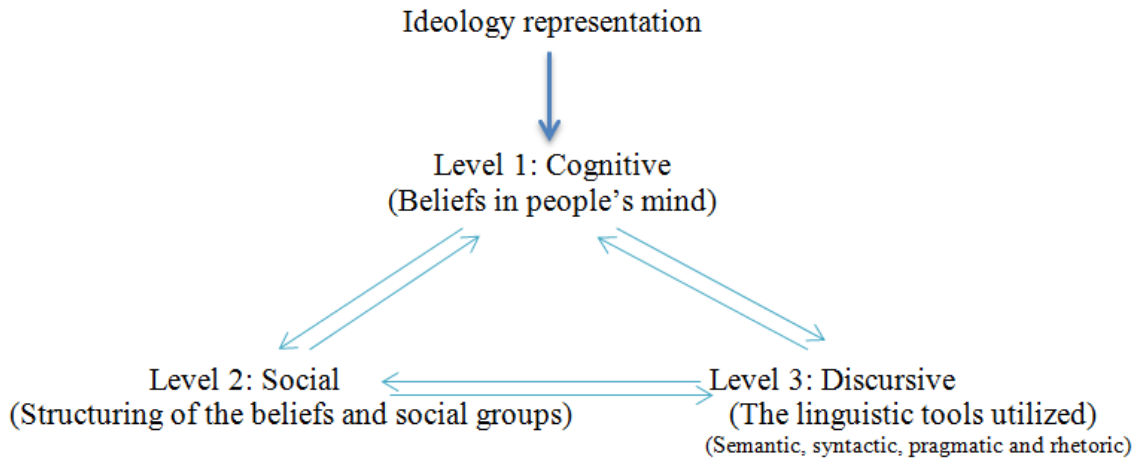 Ideology representation
Level 1: Cognitive
(Beliefs in people's mind)
Level 2: Social
(Structuring of the beliefs and social groups)
Level 3: Discursive
(The linguistic tools utilized)
(Semantic, syntactic, pragmatic and rhetoric)